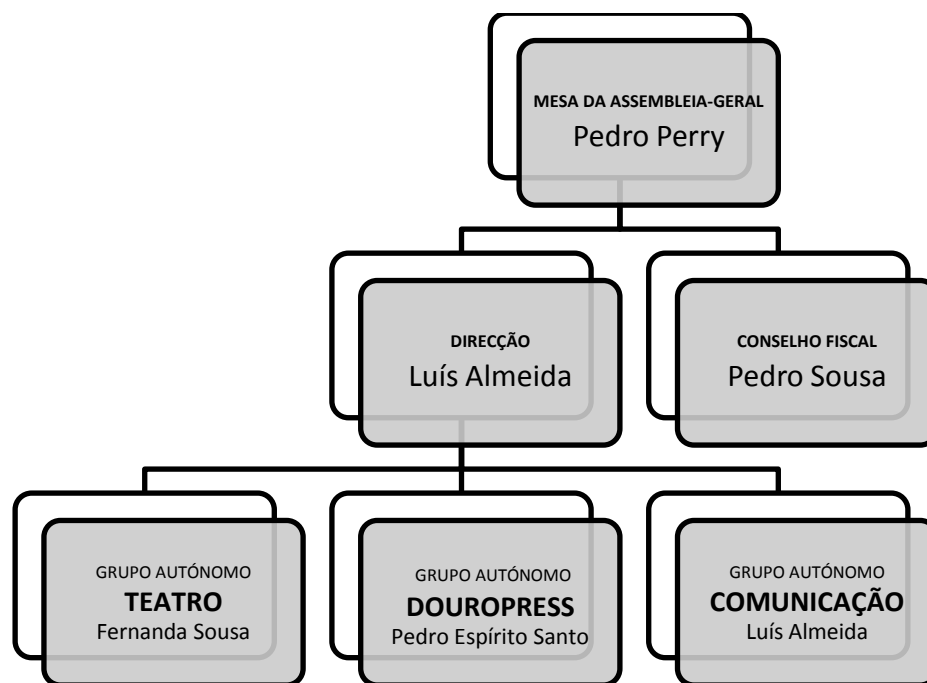 MESA DA ASSEMBLEIA-GERAL
Pedro Perry
DIRECÇÃO
Luís Almeida
CONSELHO FISCAL
Pedro Sousa
GRUPO AUTÓNOMO
TEATRO
Fernanda Sousa
GRUPO AUTÓNOMO
DOUROPRESS
Pedro Espírito Santo
GRUPO AUTÓNOMO
COMUNICAÇÃO
Luís Almeida